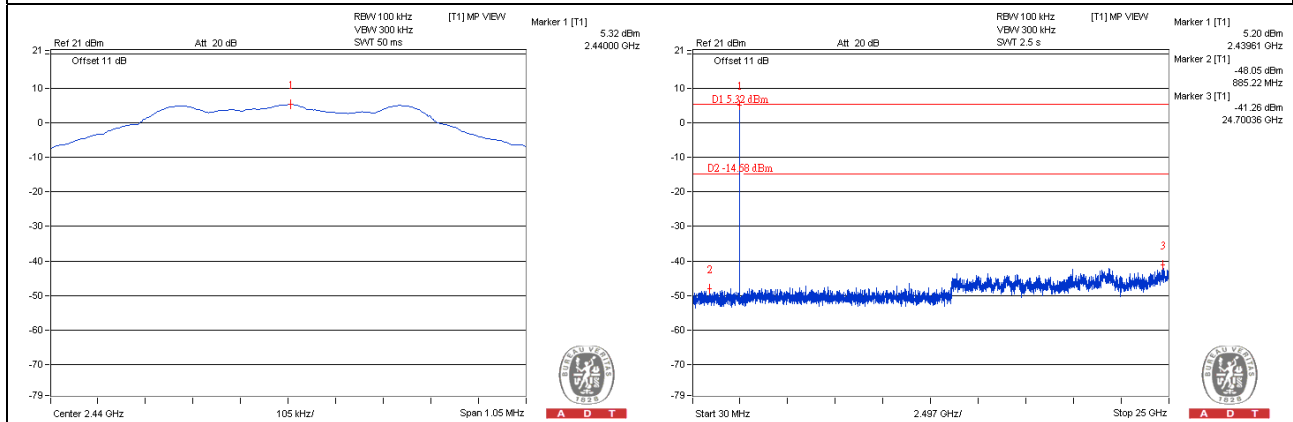 RBW 100 kHz
VBW 300 kHz
SWT 50 ms
[T1] MP VIEW
Marker 1 [T1]
5.32 dBm
2.44000 GHz
Ref 21 dBm
Att 20 dB
Offset 11 dB
21
10
0
-10
-20
-30
-40
-50
-60
-70
-79
1
Center 2.44 GHz
105 kHz/
Span 1.05 MHz
BUREAU VERITAS
1828
A D T
RBW 100 kHz
VBW 300 kHz
SWT 2.5 s
[T1] MP VIEW
Marker 1 [T1]
5.20 dBm
2.43961 GHz
Marker 2 [T1]
-48.05 dBm
885.22 MHz
Marker 3 [T1]
-41.26 dBm
24.70036 GHz
Ref 21 dBm
Att 20 dB
Offset 11 dB
21
10
0
-10
-20
-30
-40
-50
-60
-70
-79
1
D1 5.32 dBm
D2 -14.68 dBm
2
3
Start 30 MHz
2.497 GHz/
Stop 25 GHz
BUREAU VERITAS
1828
A D T